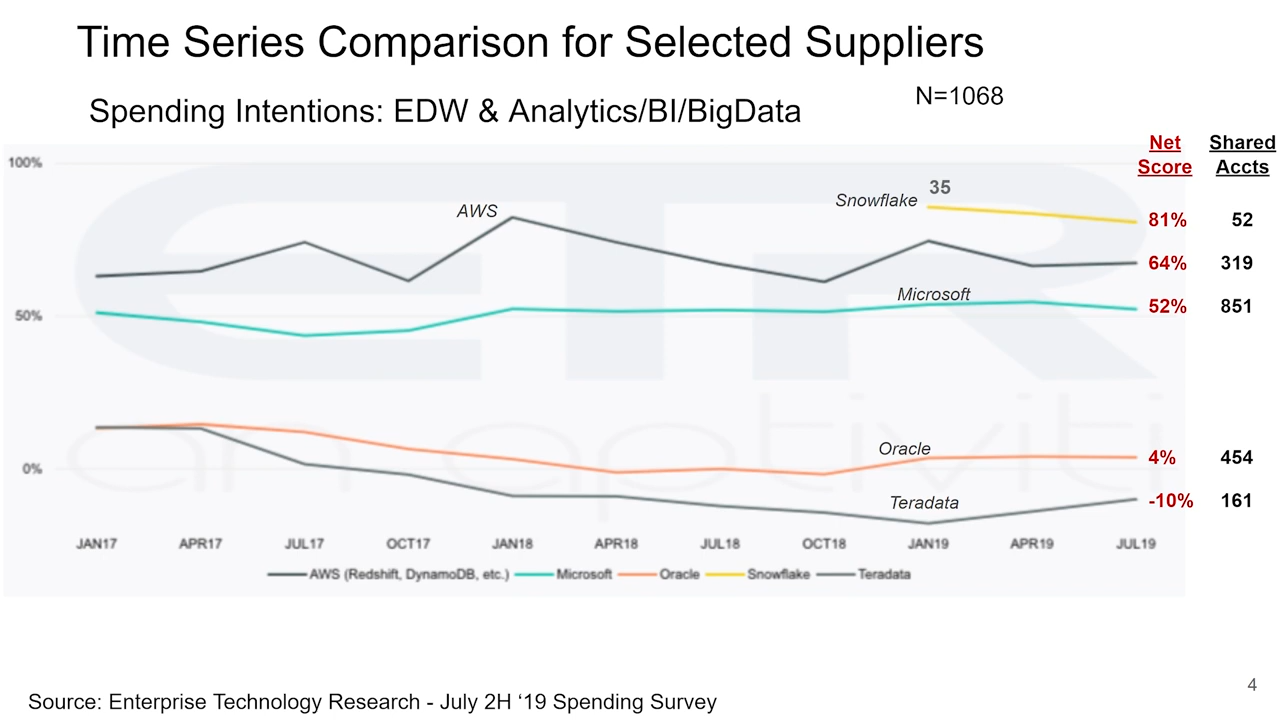 Time Series Comparison for Selected Suppliers
Spending Intentions: EDW & Analytics/BI/BigData
N=1068
Net Score
Shared Accts
100%
50%
0%
AWS
Snowflake
35
Microsoft
Oracle
Teradata
81% 52
64% 319
52% 851
4% 454
-10% 161
JAN17 APR17 JUL17 OCT17 JAN18 APR18 JUL18 OCT18 JAN19 APR19 JUL19
AWS (Redshift, DynamoDB, etc.) Microsoft Oracle Snowflake Teradata
ETR
an aptiviti
4
Source: Enterprise Technology Research - July 2H ‘19 Spending Survey